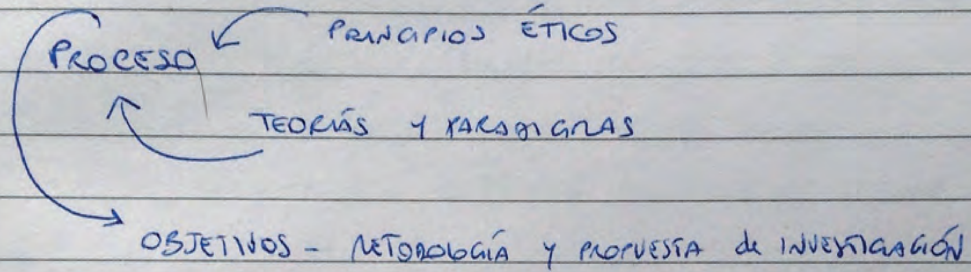 PRINCIPIOS ÉTICOS
PROCESO
TEORÍAS Y PARADIGMAS
OBJETIVOS - METODOLOGÍA Y PROPUESTA de INVESTIGACIÓN